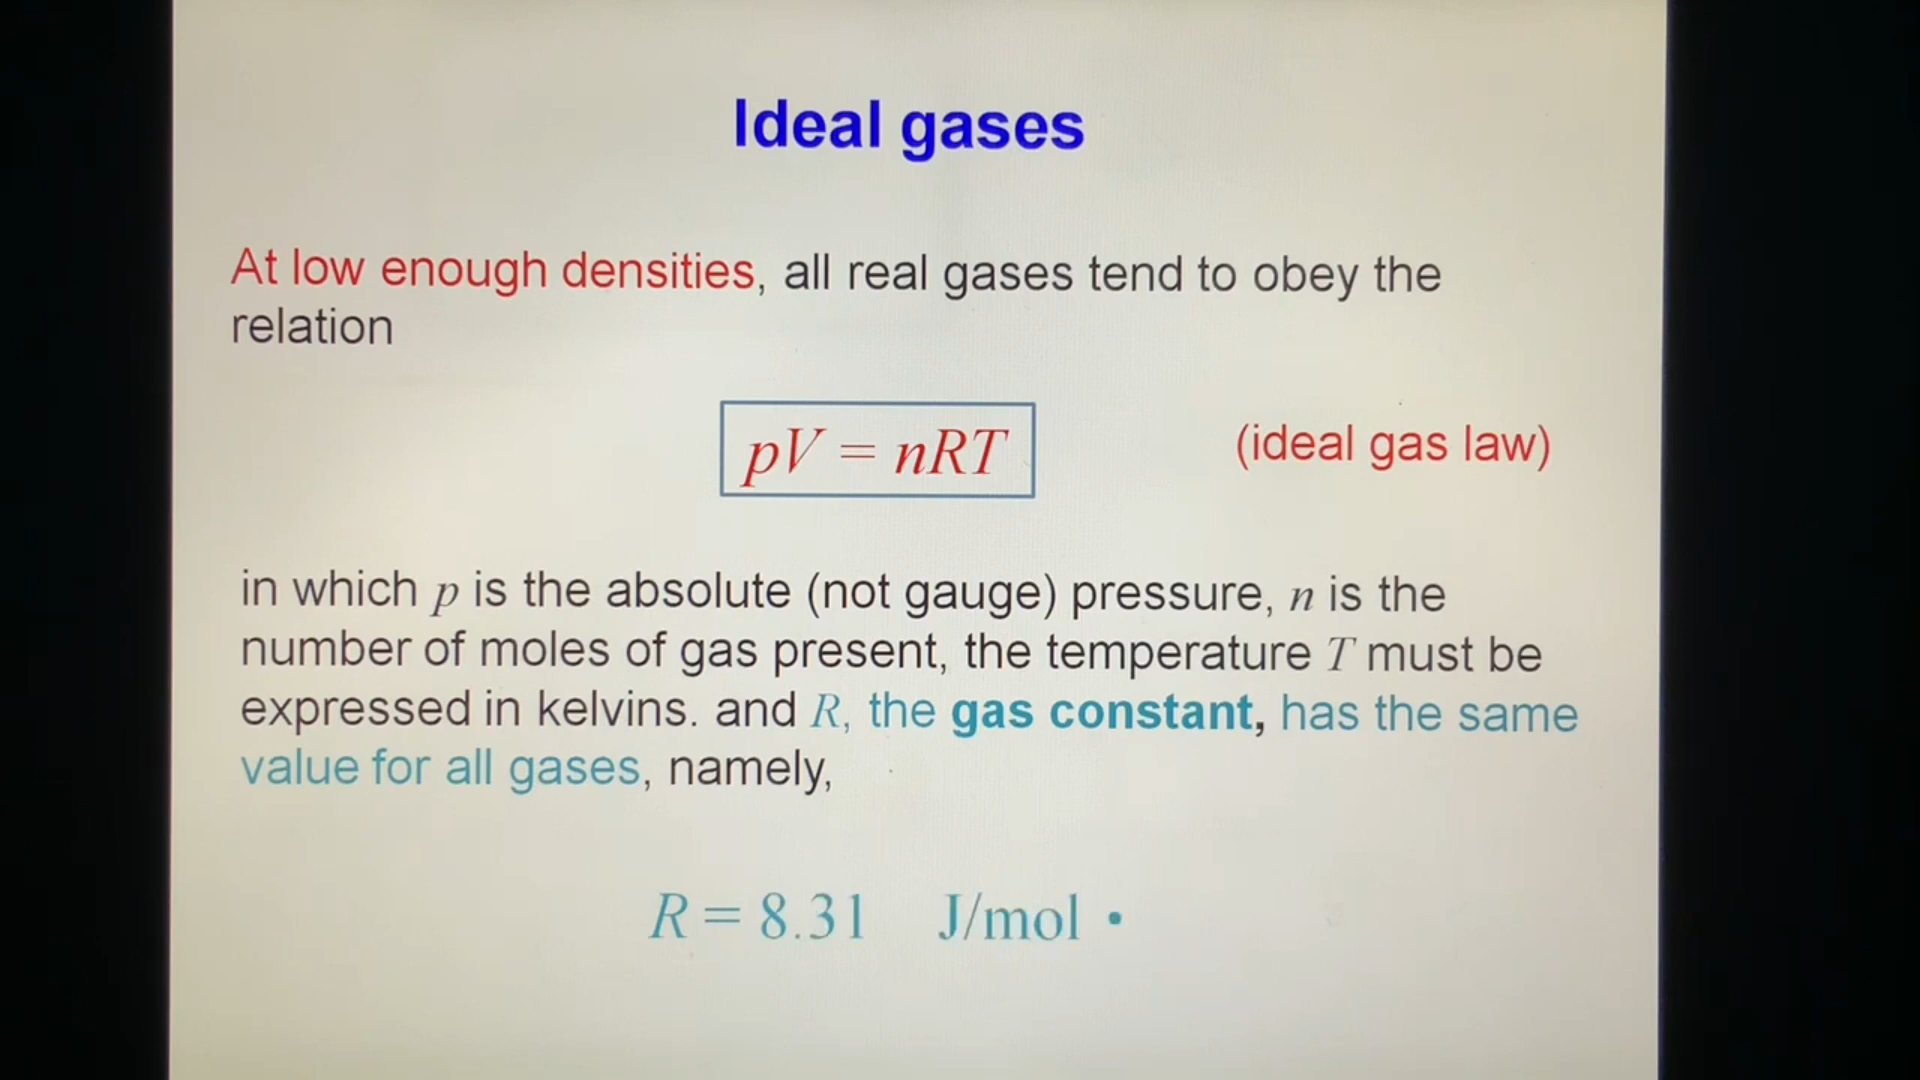 Ideal gases
At low enough densities, all real gases tend to obey the
relation
pV = nRT (ideal gas law)
in which p is the absolute (not gauge) pressure, n is the
number of moles of gas present, the temperature T must be
expressed in kelvins. and R, the gas constant, has the same
value for all gases, namely,
R = 8.31 J/mol •